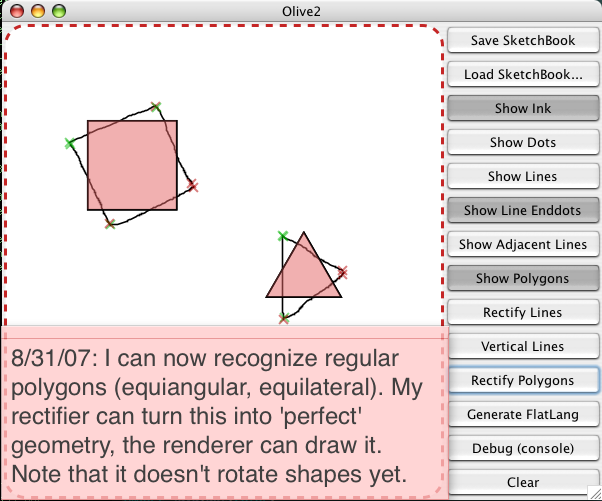 Olive2
Save SketchBook
Load SketchBook...
Show Ink
Show Dots
Show Lines
Show Line Enddots
Show Adjacent Lines
Show Polygons
Rectify Lines
Vertical Lines
Rectify Polygons
Generate FlatLang
Debug (console)
Clear
8/31/07: I can now recognize regular
polygons (equiangular, equilateral). My
rectifier can turn this into 'perfect'
geometry, the renderer can draw it.
Note that it doesn't rotate shapes yet.